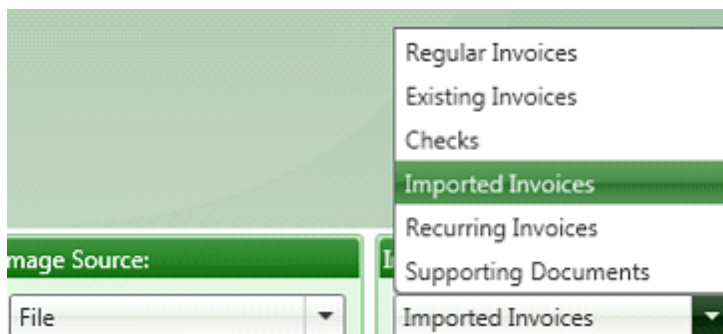 Regular Invoices
Existing Invoices
Checks
Imported Invoices
Recurring Invoices
Supporting Documents
mage Source:
File
Imported Invoices